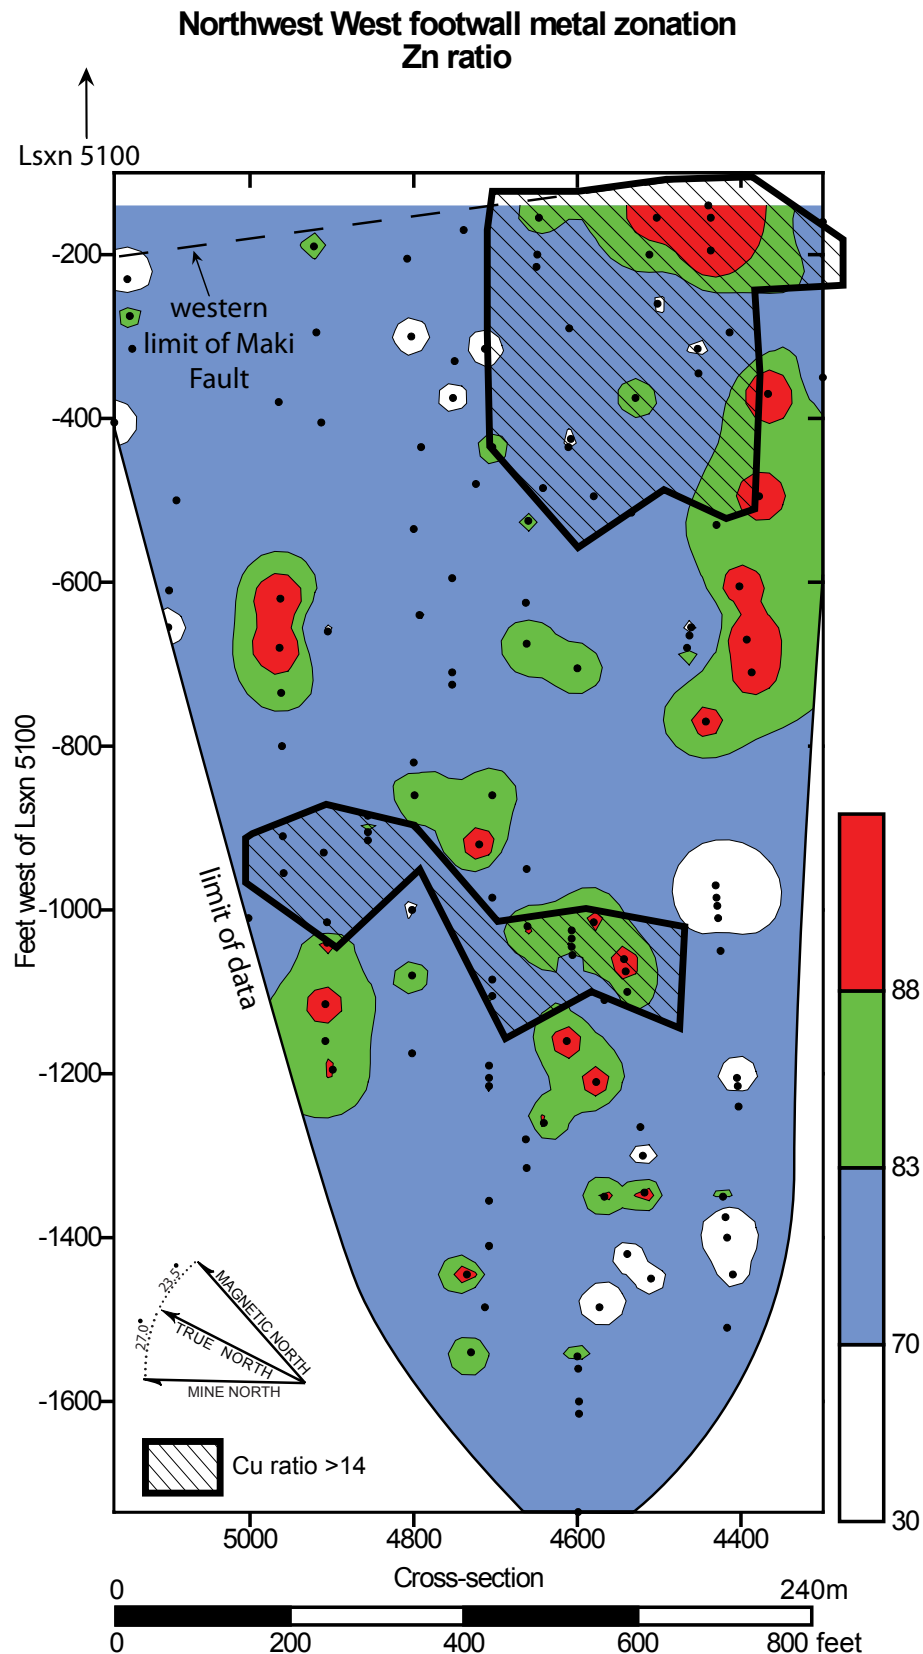 Northwest West footwall metal zonation
Zn ratio
Lsxn 5100
-200
western
limit of Maki
Fault
-400
-600
-800
Feet west of Lsxn 5100
limit of data
-1000
-1200
-1400
-1600
88
83
70
30
23.5°
27.0°
MAGNETIC NORTH
TRUE NORTH
MINE NORTH
Cu ratio >14
5000 4800 4600 4400
Cross-section
0 240m
0 200 400 600 800 feet